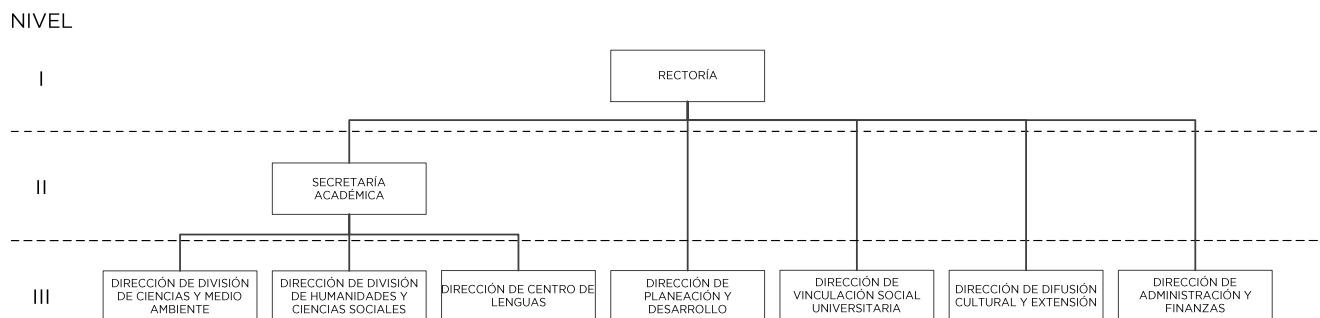 NIVEL
I
RECTORÍA
II
SECRETARÍA
ACADÉMICA
III
DIRECCIÓN DE DIVISIÓN
DE CIENCIAS Y MEDIO
AMBIENTE
DIRECCIÓN DE DIVISIÓN
DE HUMANIDADES Y
CIENCIAS SOCIALES
DIRECCIÓN DE CENTRO DE
LENGUAS
DIRECCIÓN DE
PLANEACIÓN Y
DESARROLLO
DIRECCIÓN DE
VINCULACIÓN SOCIAL
UNIVERSITARIA
DIRECCIÓN DE DIFUSIÓN
CULTURAL Y EXTENSIÓN
DIRECCIÓN DE
ADMINISTRACIÓN Y
FINANZAS